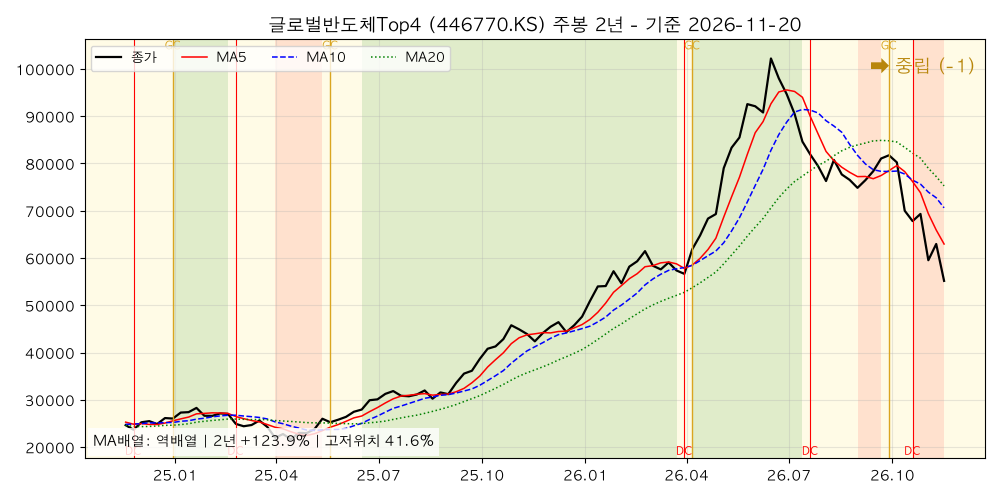 글로벌반도체Top4 (446770.KS) 주봉 2년 - 기준 2026-11-20
종가 MA5 MA10 MA20
GC GC GC GC
➡ 중립 (-1)
100000
90000
80000
70000
60000
50000
40000
30000
20000
MA배열: 역배열 | 2년 +123.9% | 고저위치 41.6%
DC DC DC DC DC
25.01 25.04 25.07 25.10 26.01 26.04 26.07 26.10